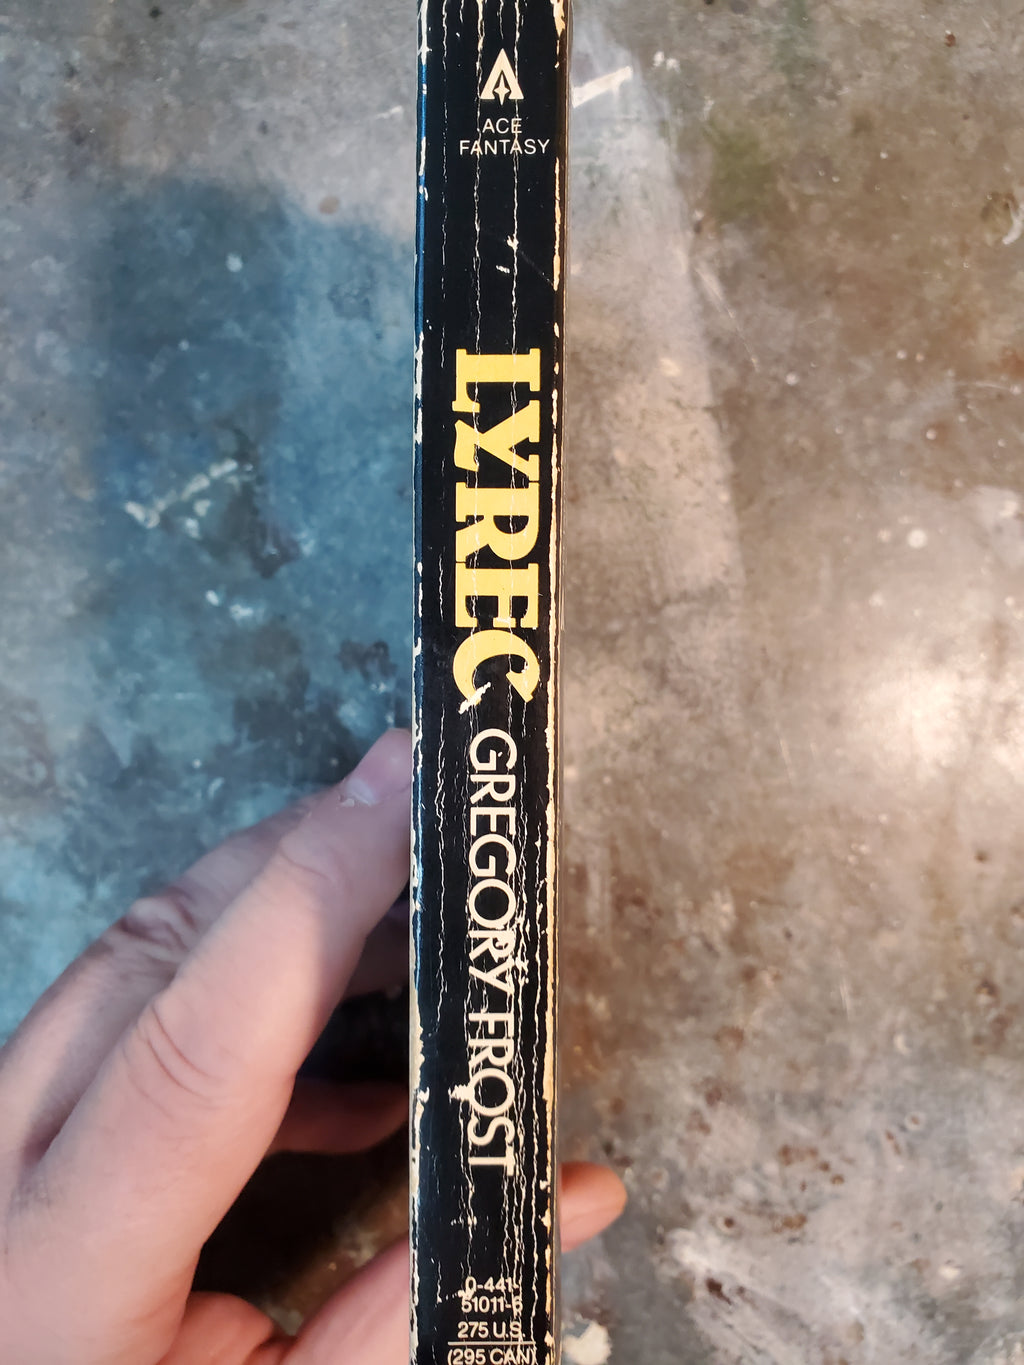 ACE
FANTASY
LYREC
GREGORY FROST
0-441-
51011-6
275 U.S.
(295 CAN)